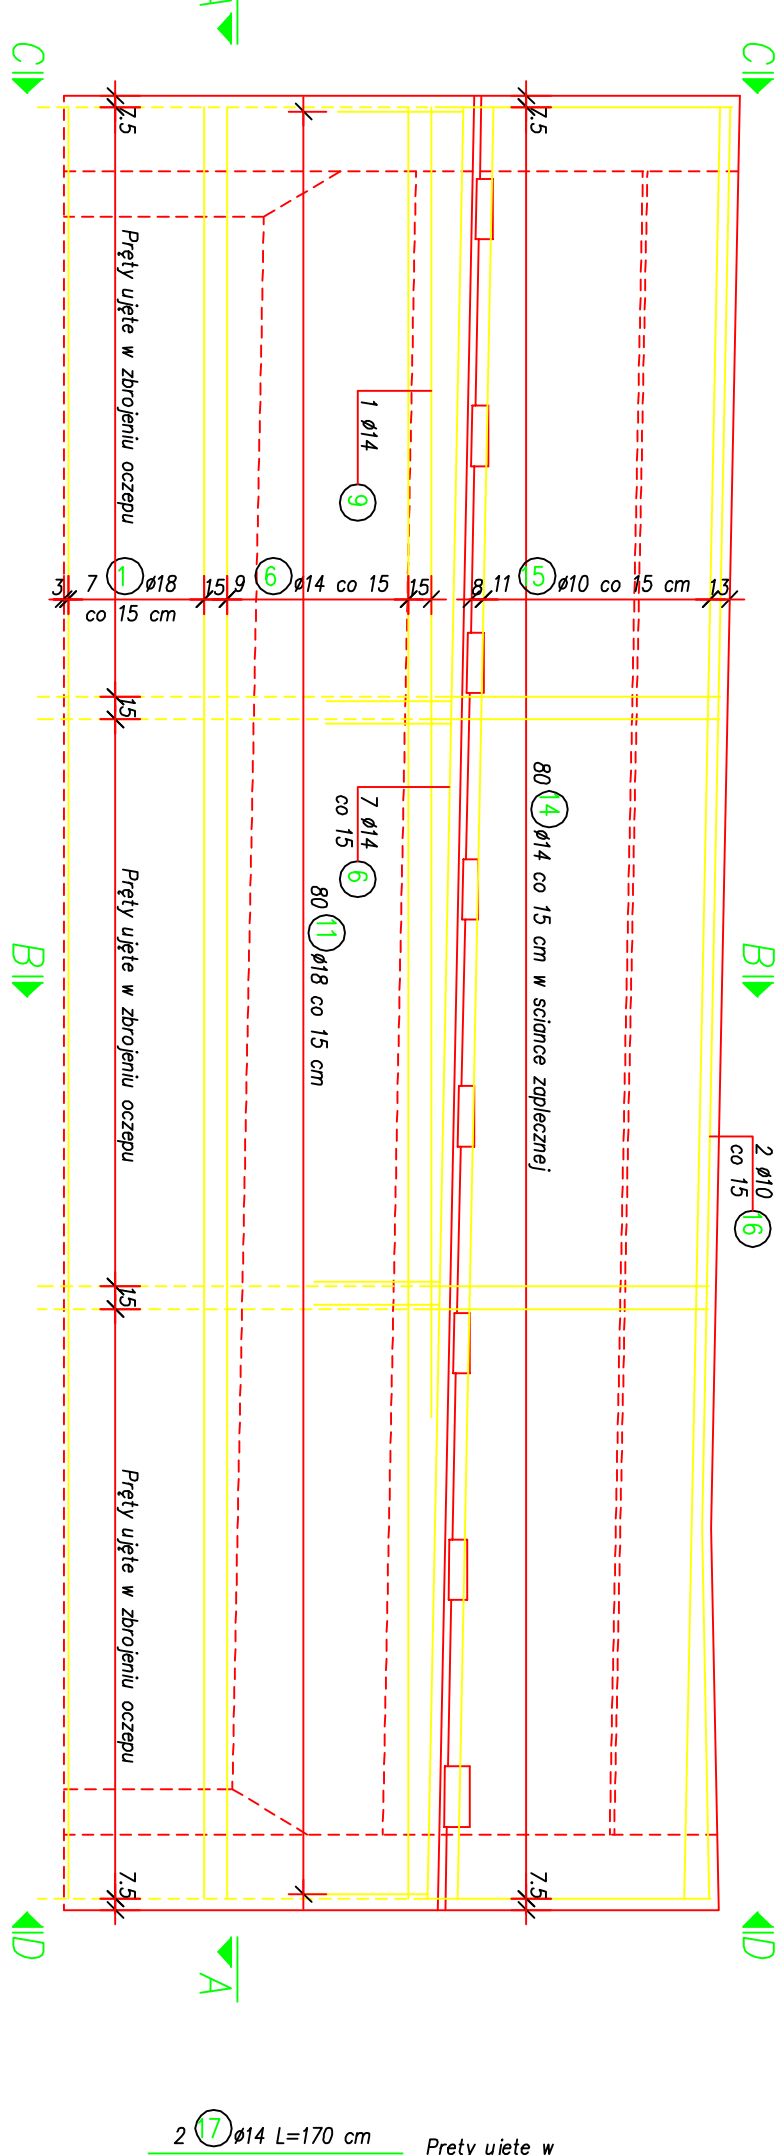 A
C
C
7.5
7.5
Pręty ujęte w zbrojeniu oczepu
1 ø14
9
3
7
1
ø18
co 15 cm
15
9
6
ø14 co 15
15
8
11
15
ø10 co 15 cm
13
15
80 14 ø14 co 15 cm w sciance zaplecznej
7 ø14
co 15
6
80 11 ø18 co 15 cm
Pręty ujęte w zbrojeniu oczepu
B
B
2 ø10
co 15
16
15
Pręty ujęte w zbrojeniu oczepu
7.5
7.5
D
D
A
2 17 ø14 L=170 cm
Pręty ujęte w